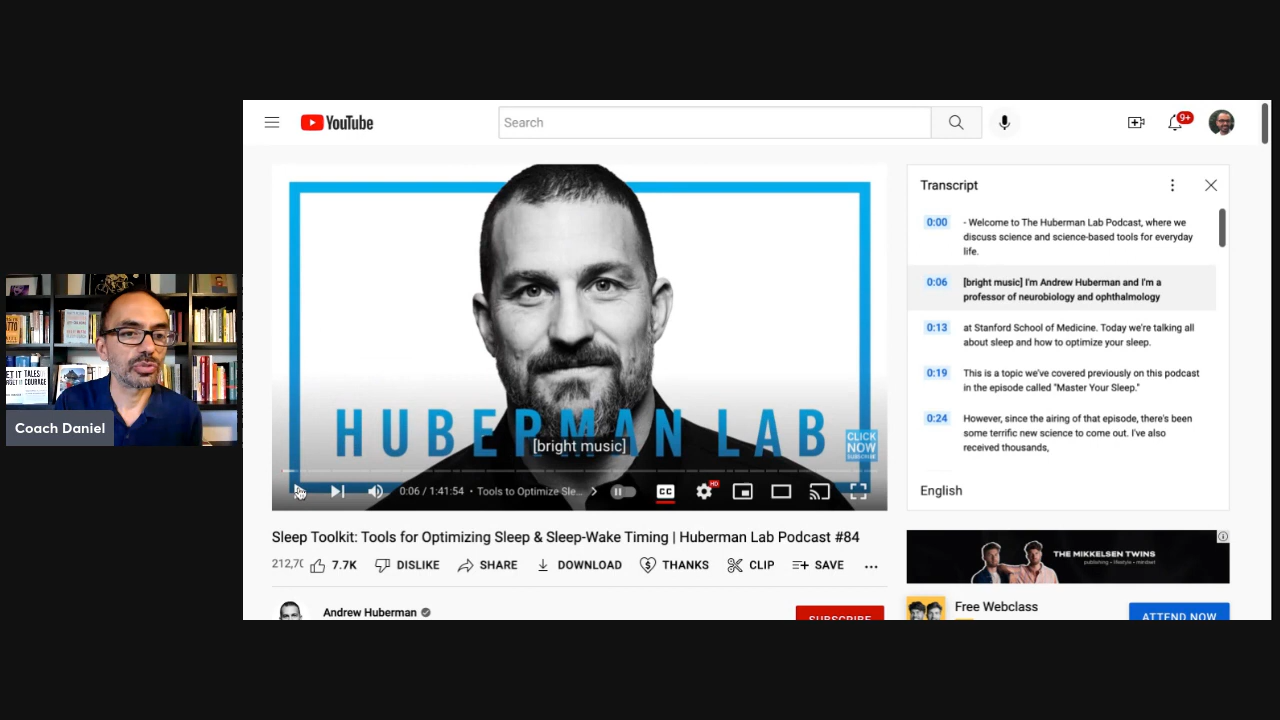 YouTube
Search
9+
Transcript
0:00
- Welcome to The Huberman Lab Podcast, where we
discuss science and science-based tools for everyday
life.
0:06
[bright music] I'm Andrew Huberman and I'm a
professor of neurobiology and ophthalmology
0:13
at Stanford School of Medicine. Today we're talking all
about sleep and how to optimize your sleep.
0:19
This is a topic we've covered previously on this podcast
in the episode called "Master Your Sleep."
0:24
However, since the airing of that episode, there's been
some terrific new science to come out. I've also
received thousands,
English
HUBERMAN LAB
[bright music]
CLICK
NOW
SUBSCRIBE
0:06 / 1:41:54 • Tools to Optimize Sle...
CC
HD
Sleep Toolkit: Tools for Optimizing Sleep & Sleep-Wake Timing | Huberman Lab Podcast #84
7.7K
DISLIKE
SHARE
DOWNLOAD
THANKS
CLIP
SAVE
Andrew Huberman
SUBSCRIBE
THE MIKKELSEN TWINS
publishing • lifestyle • mindset
Free Webclass
ATTEND NOW
Coach Daniel